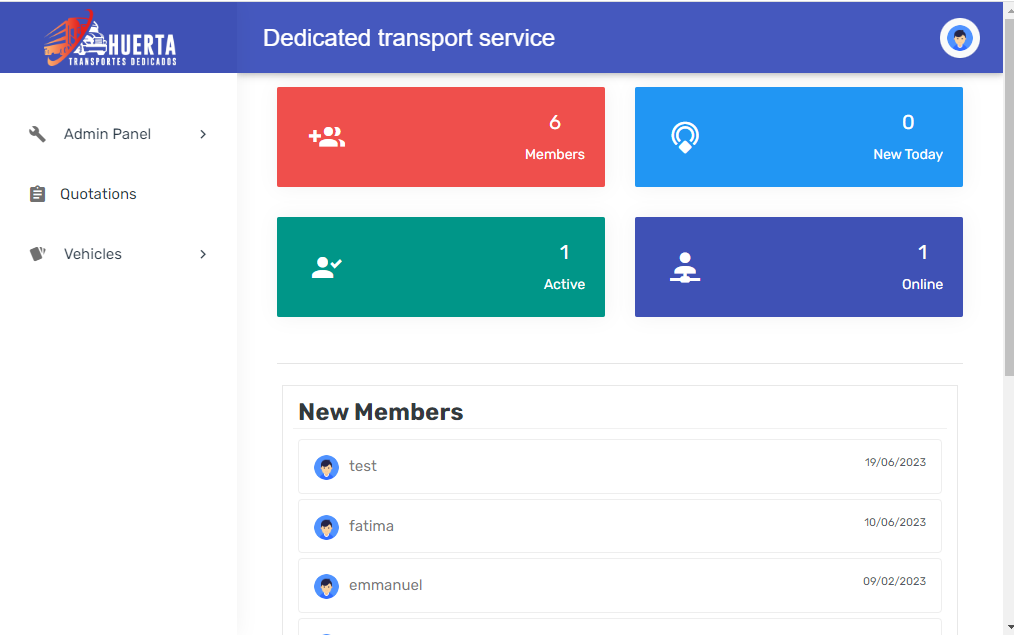 HUERTA
TRANSPORTES DEDICADOS
Dedicated transport service
Admin Panel
Quotations
Vehicles
6
Members
0
New Today
1
Active
1
Online
New Members
test 19/06/2023
fatima 10/06/2023
emmanuel 09/02/2023